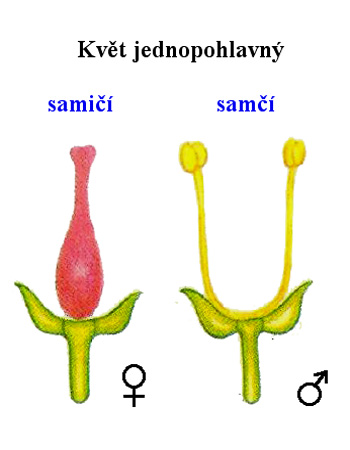 Květ jednopohlavný
samičí samčí
♀ ♂